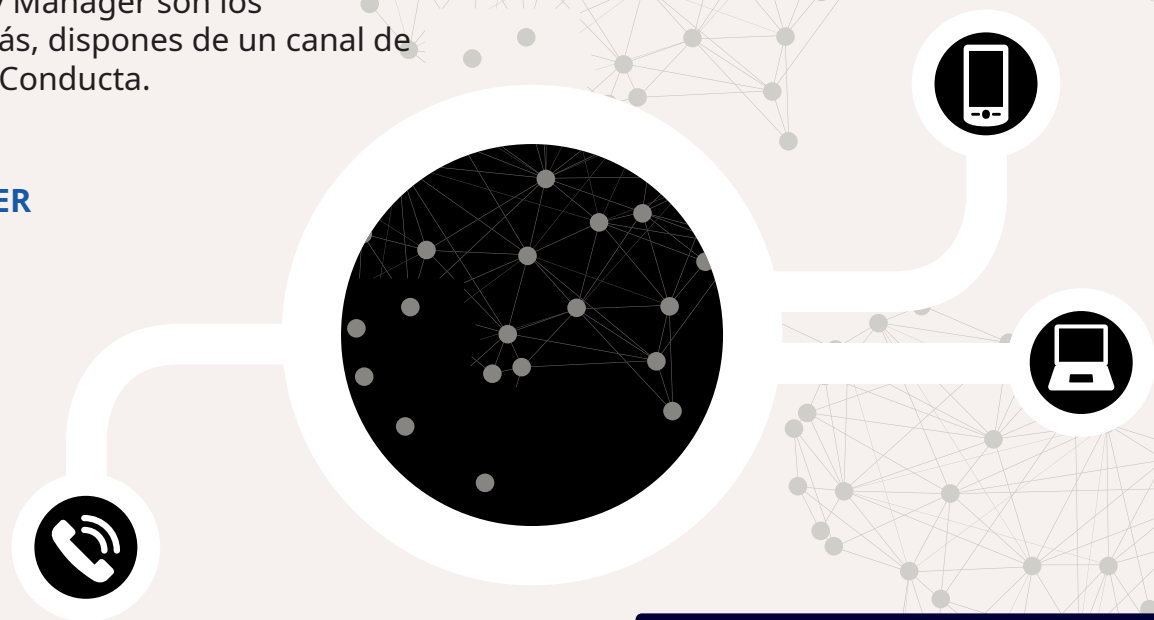 Manager son los
ás, dispones de un canal de
Conducta.
ER